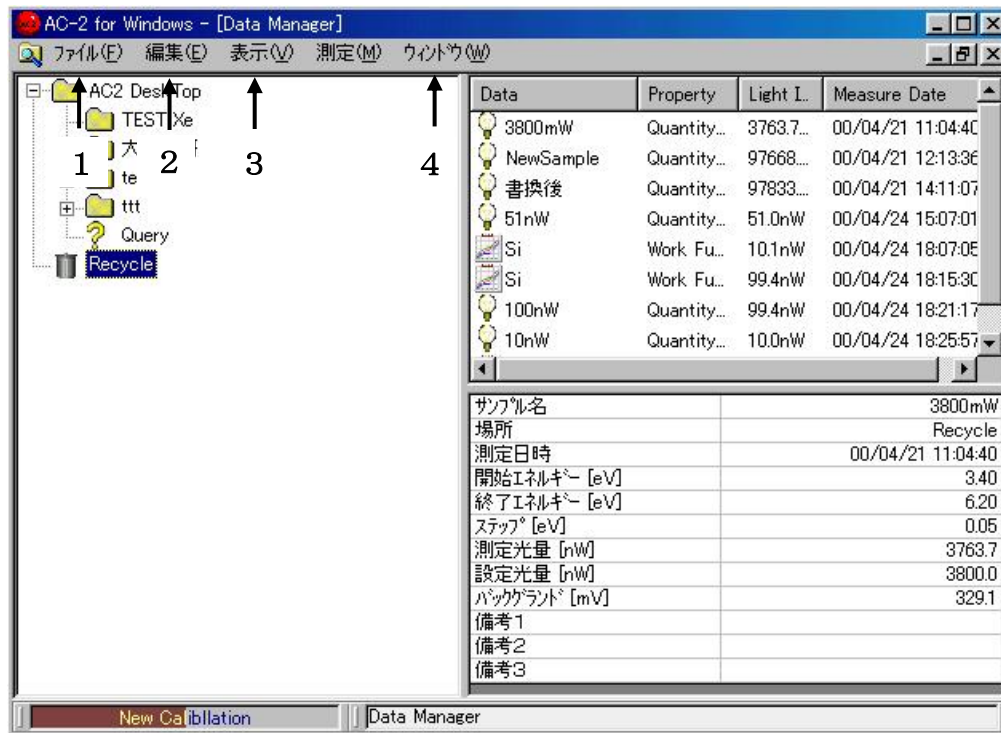 AC-2 for Windows - [Data Manager]
ファイル(F) 編集(E) 表示(V) 測定(M) ウィンドウ(W)
AC2 DeskTop
TEST Xe
大
te
ttt
Query
Recycle
1 2 3 4
Data Property Light I... Measure Date
3800mW Quantity... 3763.7... 00/04/21 11:04:40
NewSample Quantity... 97668... 00/04/21 12:13:36
書換後 Quantity... 97833... 00/04/21 14:11:07
51nW Quantity... 51.0nW 00/04/24 15:07:01
Si Work Fu... 10.1nW 00/04/24 18:07:05
Si Work Fu... 99.4nW 00/04/24 18:15:30
100nW Quantity... 99.4nW 00/04/24 18:21:17
10nW Quantity... 10.0nW 00/04/24 18:25:57
サンプル名 3800mW
場所 Recycle
測定日時 00/04/21 11:04:40
開始エネルギー [eV] 3.40
終了エネルギー [eV] 6.20
ステップ [eV] 0.05
測定光量 [nW] 3763.7
設定光量 [nW] 3800.0
バックグランド [mV] 329.1
備考1
備考2
備考3
New Calibllation
Data Manager